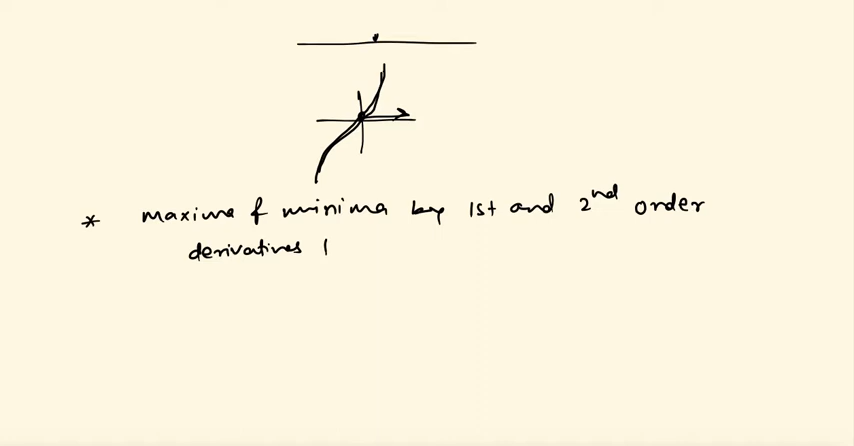 * maxima & minima by 1st and 2nd order
derivatives |